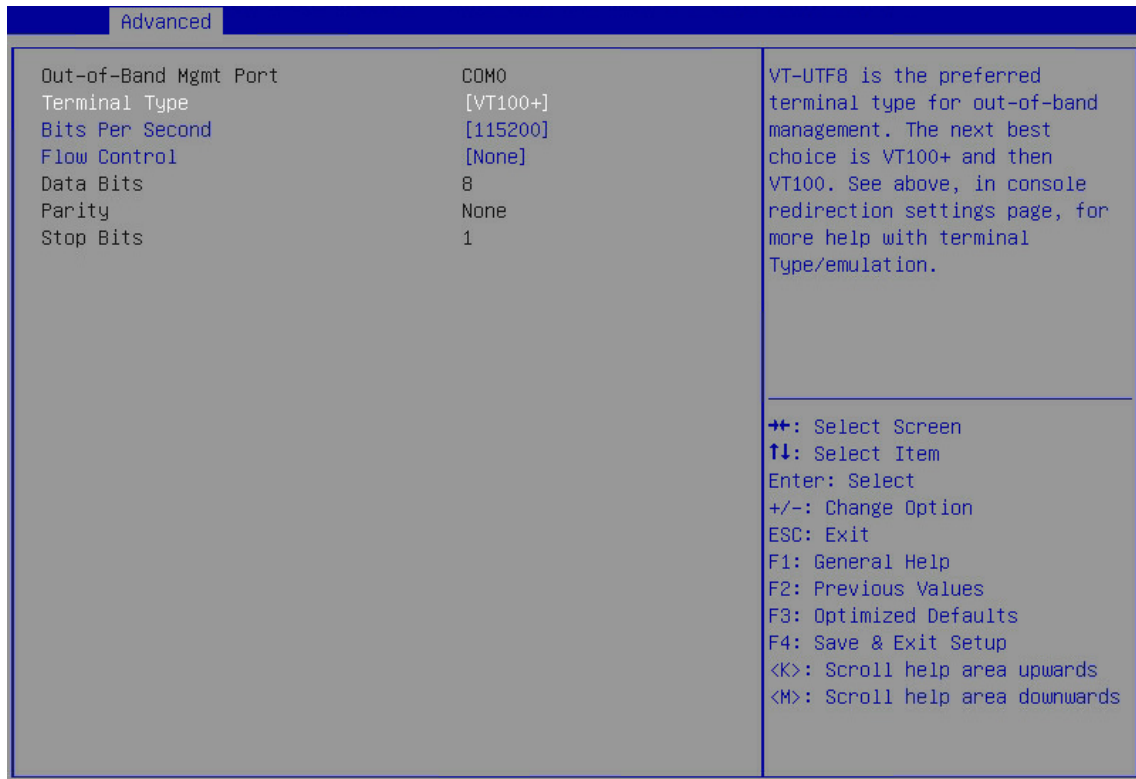 Advanced
Out-of-Band Mgmt Port COM0
Terminal Type [VT100+]
Bits Per Second [115200]
Flow Control [None]
Data Bits 8
Parity None
Stop Bits 1
VT-UTF8 is the preferred
terminal type for out-of-band
management. The next best
choice is VT100+ and then
VT100. See above, in console
redirection settings page, for
more help with terminal
Type/emulation.
→←: Select Screen
↑↓: Select Item
Enter: Select
+/-: Change Option
ESC: Exit
F1: General Help
F2: Previous Values
F3: Optimized Defaults
F4: Save & Exit Setup
<K>: Scroll help area upwards
<M>: Scroll help area downwards